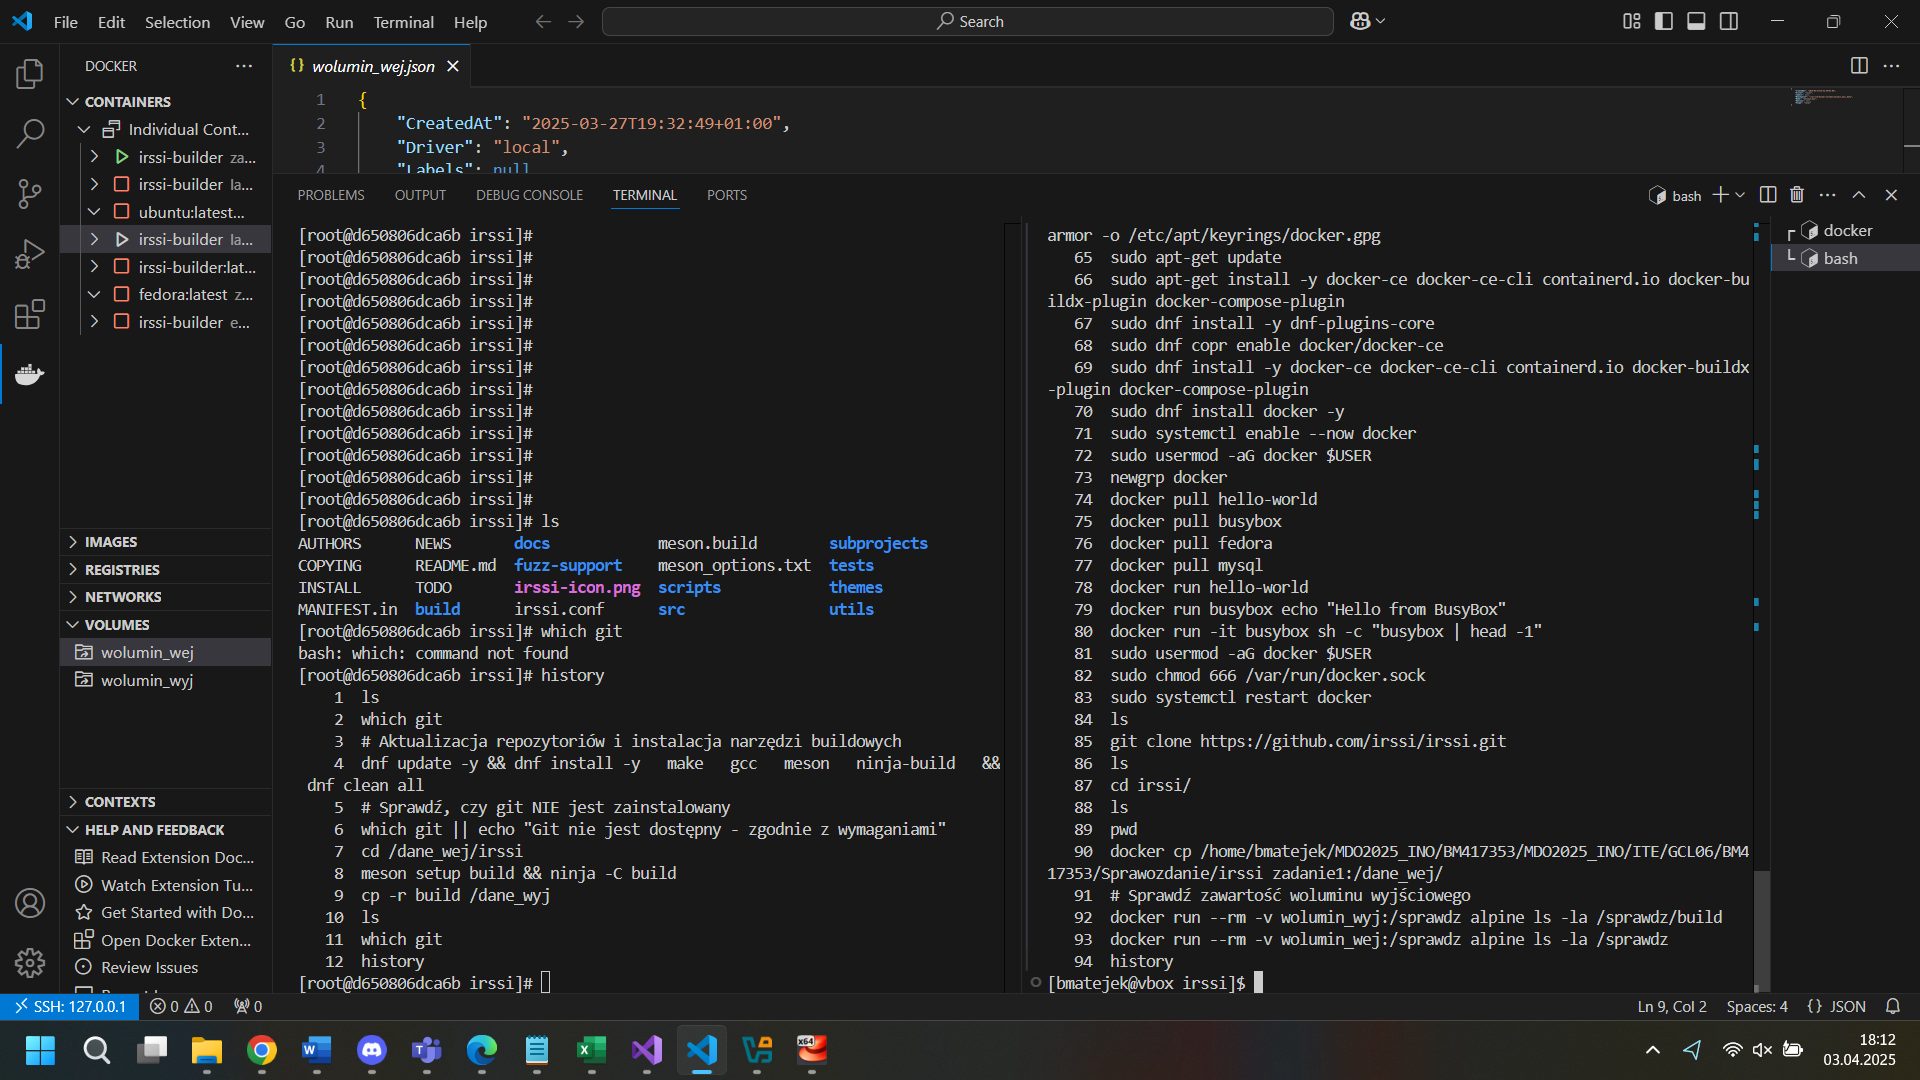 File Edit Selection View Go Run Terminal Help
Search
DOCKER
CONTAINERS
Individual Cont...
irssi-builder za...
irssi-builder la...
ubuntu:latest...
irssi-builder la...
irssi-builder:lat...
fedora:latest z...
irssi-builder e...
IMAGES
REGISTRIES
NETWORKS
VOLUMES
wolumin_wej
wolumin_wyj
CONTEXTS
HELP AND FEEDBACK
Read Extension Doc...
Watch Extension Tu...
Get Started with Do...
Open Docker Exten...
Review Issues
{} wolumin_wej.json
1 {
2 "CreatedAt": "2025-03-27T19:32:49+01:00",
3 "Driver": "local",
4 "Labels": null
PROBLEMS OUTPUT DEBUG CONSOLE TERMINAL PORTS
bash
[root@d650806dca6b irssi]#
[root@d650806dca6b irssi]#
[root@d650806dca6b irssi]#
[root@d650806dca6b irssi]#
[root@d650806dca6b irssi]#
[root@d650806dca6b irssi]#
[root@d650806dca6b irssi]#
[root@d650806dca6b irssi]#
[root@d650806dca6b irssi]#
[root@d650806dca6b irssi]#
[root@d650806dca6b irssi]#
[root@d650806dca6b irssi]#
[root@d650806dca6b irssi]#
[root@d650806dca6b irssi]# ls
AUTHORS NEWS docs meson.build subprojects
COPYING README.md fuzz-support meson_options.txt tests
INSTALL TODO irssi-icon.png scripts themes
MANIFEST.in build irssi.conf src utils
[root@d650806dca6b irssi]# which git
bash: which: command not found
[root@d650806dca6b irssi]# history
1 ls
2 which git
3 # Aktualizacja repozytoriów i instalacja narzędzi buildowych
4 dnf update -y && dnf install -y make gcc meson ninja-build &&
dnf clean all
5 # Sprawdź, czy git NIE jest zainstalowany
6 which git || echo "Git nie jest dostępny - zgodnie z wymaganiami"
7 cd /dane_wej/irssi
8 meson setup build && ninja -C build
9 cp -r build /dane_wyj
10 ls
11 which git
12 history
[root@d650806dca6b irssi]#
armor -o /etc/apt/keyrings/docker.gpg
65 sudo apt-get update
66 sudo apt-get install -y docker-ce docker-ce-cli containerd.io docker-bu
ildx-plugin docker-compose-plugin
67 sudo dnf install -y dnf-plugins-core
68 sudo dnf copr enable docker/docker-ce
69 sudo dnf install -y docker-ce docker-ce-cli containerd.io docker-buildx
-plugin docker-compose-plugin
70 sudo dnf install docker -y
71 sudo systemctl enable --now docker
72 sudo usermod -aG docker $USER
73 newgrp docker
74 docker pull hello-world
75 docker pull busybox
76 docker pull fedora
77 docker pull mysql
78 docker run hello-world
79 docker run busybox echo "Hello from BusyBox"
80 docker run -it busybox sh -c "busybox | head -1"
81 sudo usermod -aG docker $USER
82 sudo chmod 666 /var/run/docker.sock
83 sudo systemctl restart docker
84 ls
85 git clone https://github.com/irssi/irssi.git
86 ls
87 cd irssi/
88 ls
89 pwd
90 docker cp /home/bmatejek/MDO2025_INO/BM417353/MDO2025_INO/ITE/GCL06/BM4
17353/Sprawozdanie/irssi zadanie1:/dane_wej/
91 # Sprawdź zawartość woluminu wyjściowego
92 docker run --rm -v wolumin_wyj:/sprawdz alpine ls -la /sprawdz/build
93 docker run --rm -v wolumin_wej:/sprawdz alpine ls -la /sprawdz
94 history
[bmatejek@vbox irssi]$
docker
bash
SSH: 127.0.0.1 0 0 0
Ln 9, Col 2 Spaces: 4 {} JSON
18:12
03.04.2025